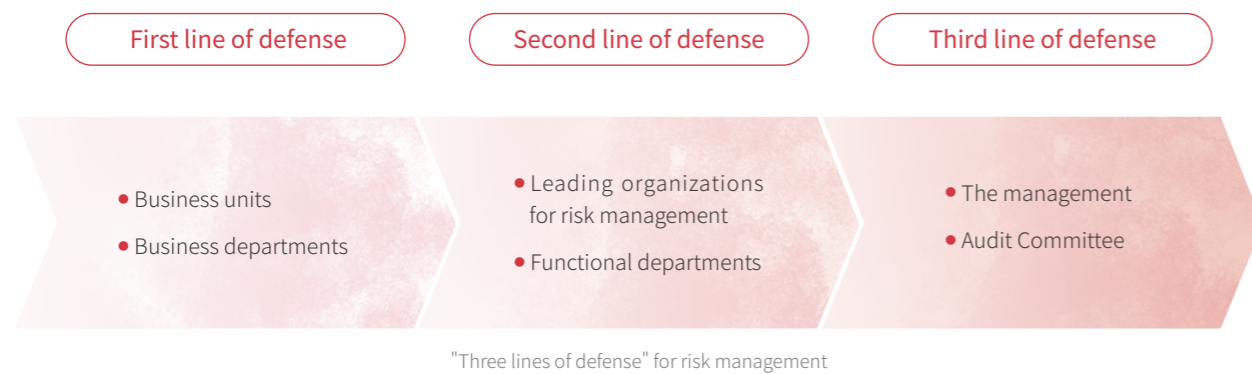 First line of defense
Second line of defense
Third line of defense
Business units
Business departments
Leading organizations
for risk management
Functional departments
The management
Audit Committee
"Three lines of defense" for risk management